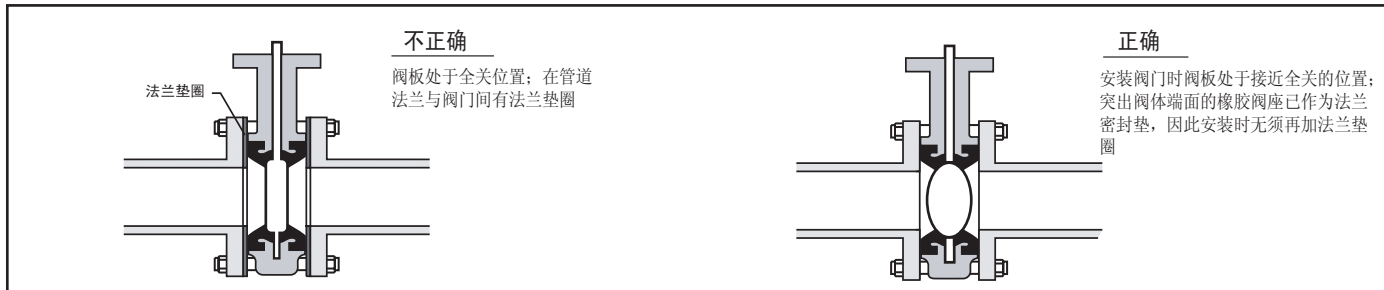 不正确
阀板处于全关位置；在管道
法兰与阀门间有法兰垫圈
法兰垫圈
正确
安装阀门时阀板处于接近全关的位置；
突出阀体端面的橡胶阀座已作为法兰
密封垫，因此安装时无须再加法兰垫
圈